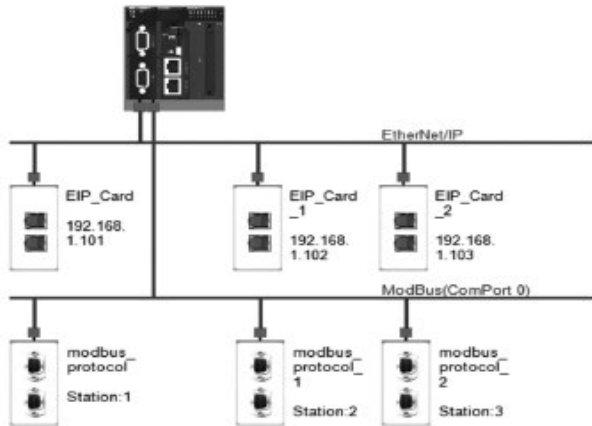 EtherNet/IP
EIP_Card
192.168.
1.101
EIP_Card
_1
192.168.
1.102
EIP_Card
_2
192.168.
1.103
ModBus(ComPort 0)
modbus_
protocol
Station:1
modbus_
protocol_
1
Station:2
modbus_
protocol_
2
Station:3